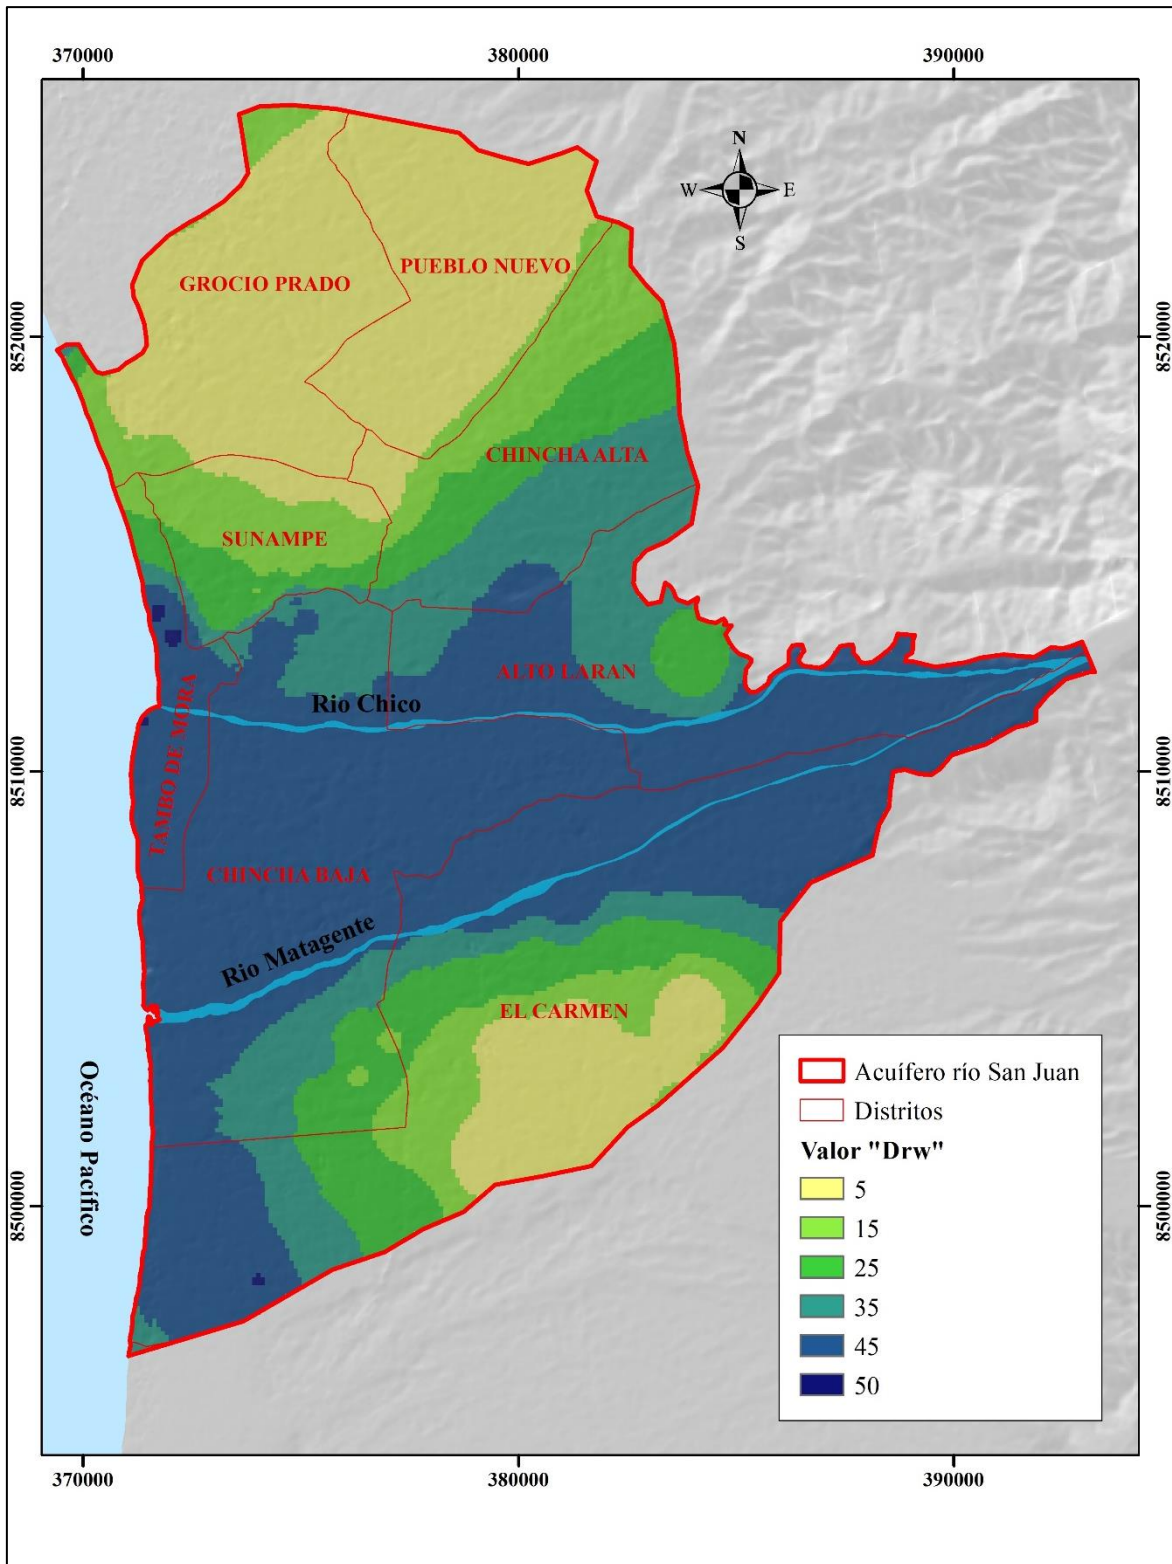 370000
380000
390000
N
W
E
S
PUEBLO NUEVO
GROCIO PRADO
8520000
8520000
CHINCHA ALTA
SUNAMPE
ALTO LARAN
Rio Chico
TAMBO DE MORA
8510000
8510000
CHINCHA BAJA
Rio Matagente
EL CARMEN
Océano Pacífico
8500000
8500000
Acuífero río San Juan
Distritos
Valor "Drw"
5
15
25
35
45
50
370000
380000
390000